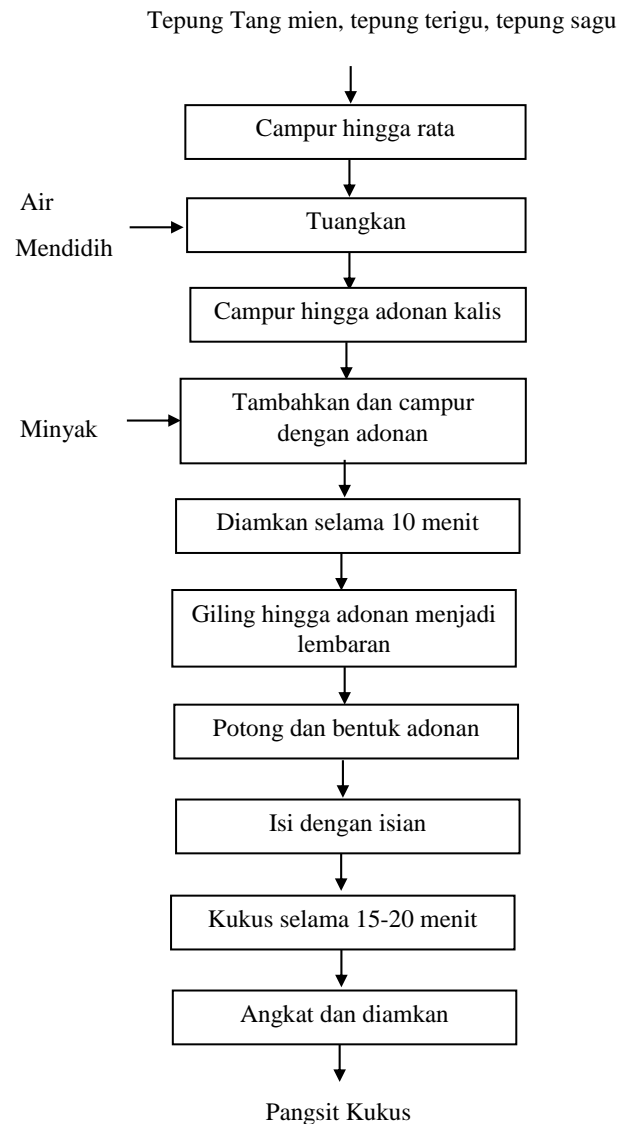 Tepung Tang mien, tepung terigu, tepung sagu
Campur hingga rata
Air
Mendidih
Tuangkan
Campur hingga adonan kalis
Minyak
Tambahkan dan campur
dengan adonan
Diamkan selama 10 menit
Giling hingga adonan menjadi
lembaran
Potong dan bentuk adonan
Isi dengan isian
Kukus selama 15-20 menit
Angkat dan diamkan
Pangsit Kukus